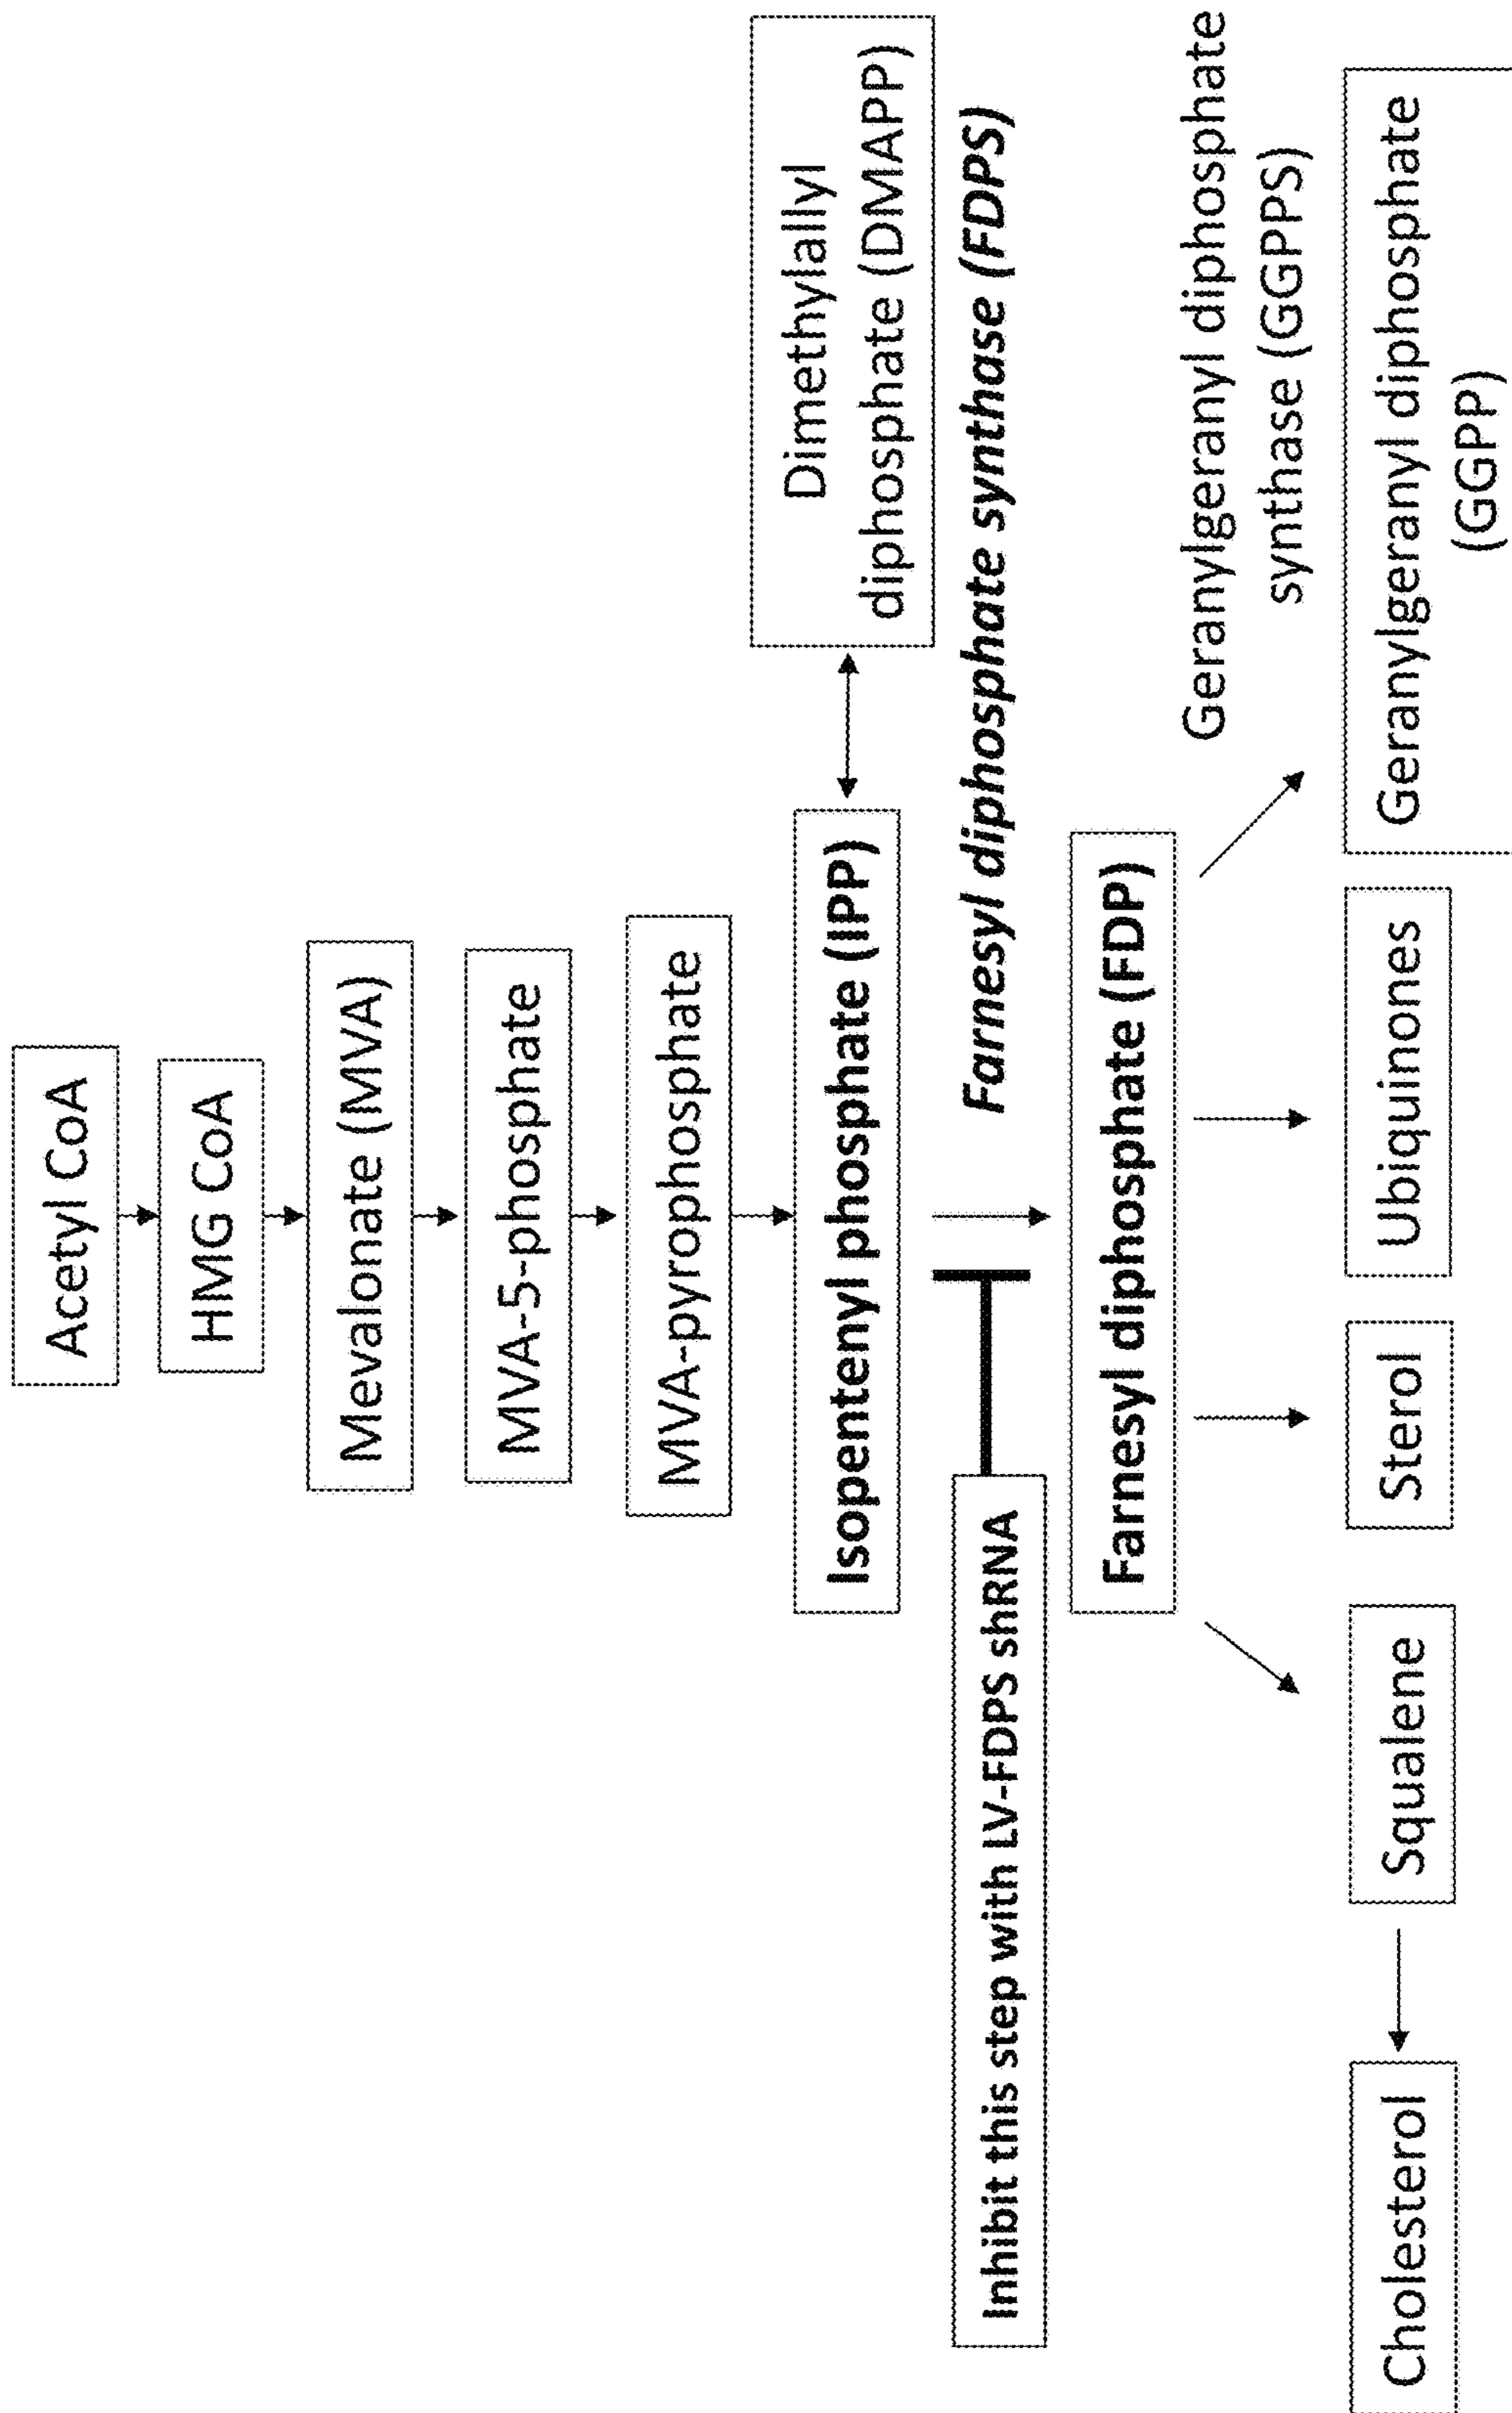 Acetyl CoA
HMG CoA
Mevalonate (MVA)
MVA-5-phosphate
MVA-pyrophosphate
Isopentenyl phosphate (IPP)
Dimethylallyl
diphosphate (DMAPP)
Farnesyl diphosphate synthase (FDPS)
Inhibit this step with LV-FDPS shRNA
Farnesyl diphosphate (FDP)
Geranylgeranyl diphosphate
synthase (GGPPS)
Cholesterol
Squalene
Sterol
Ubiquinones
Geranylgeranyl diphosphate
(GGPP)